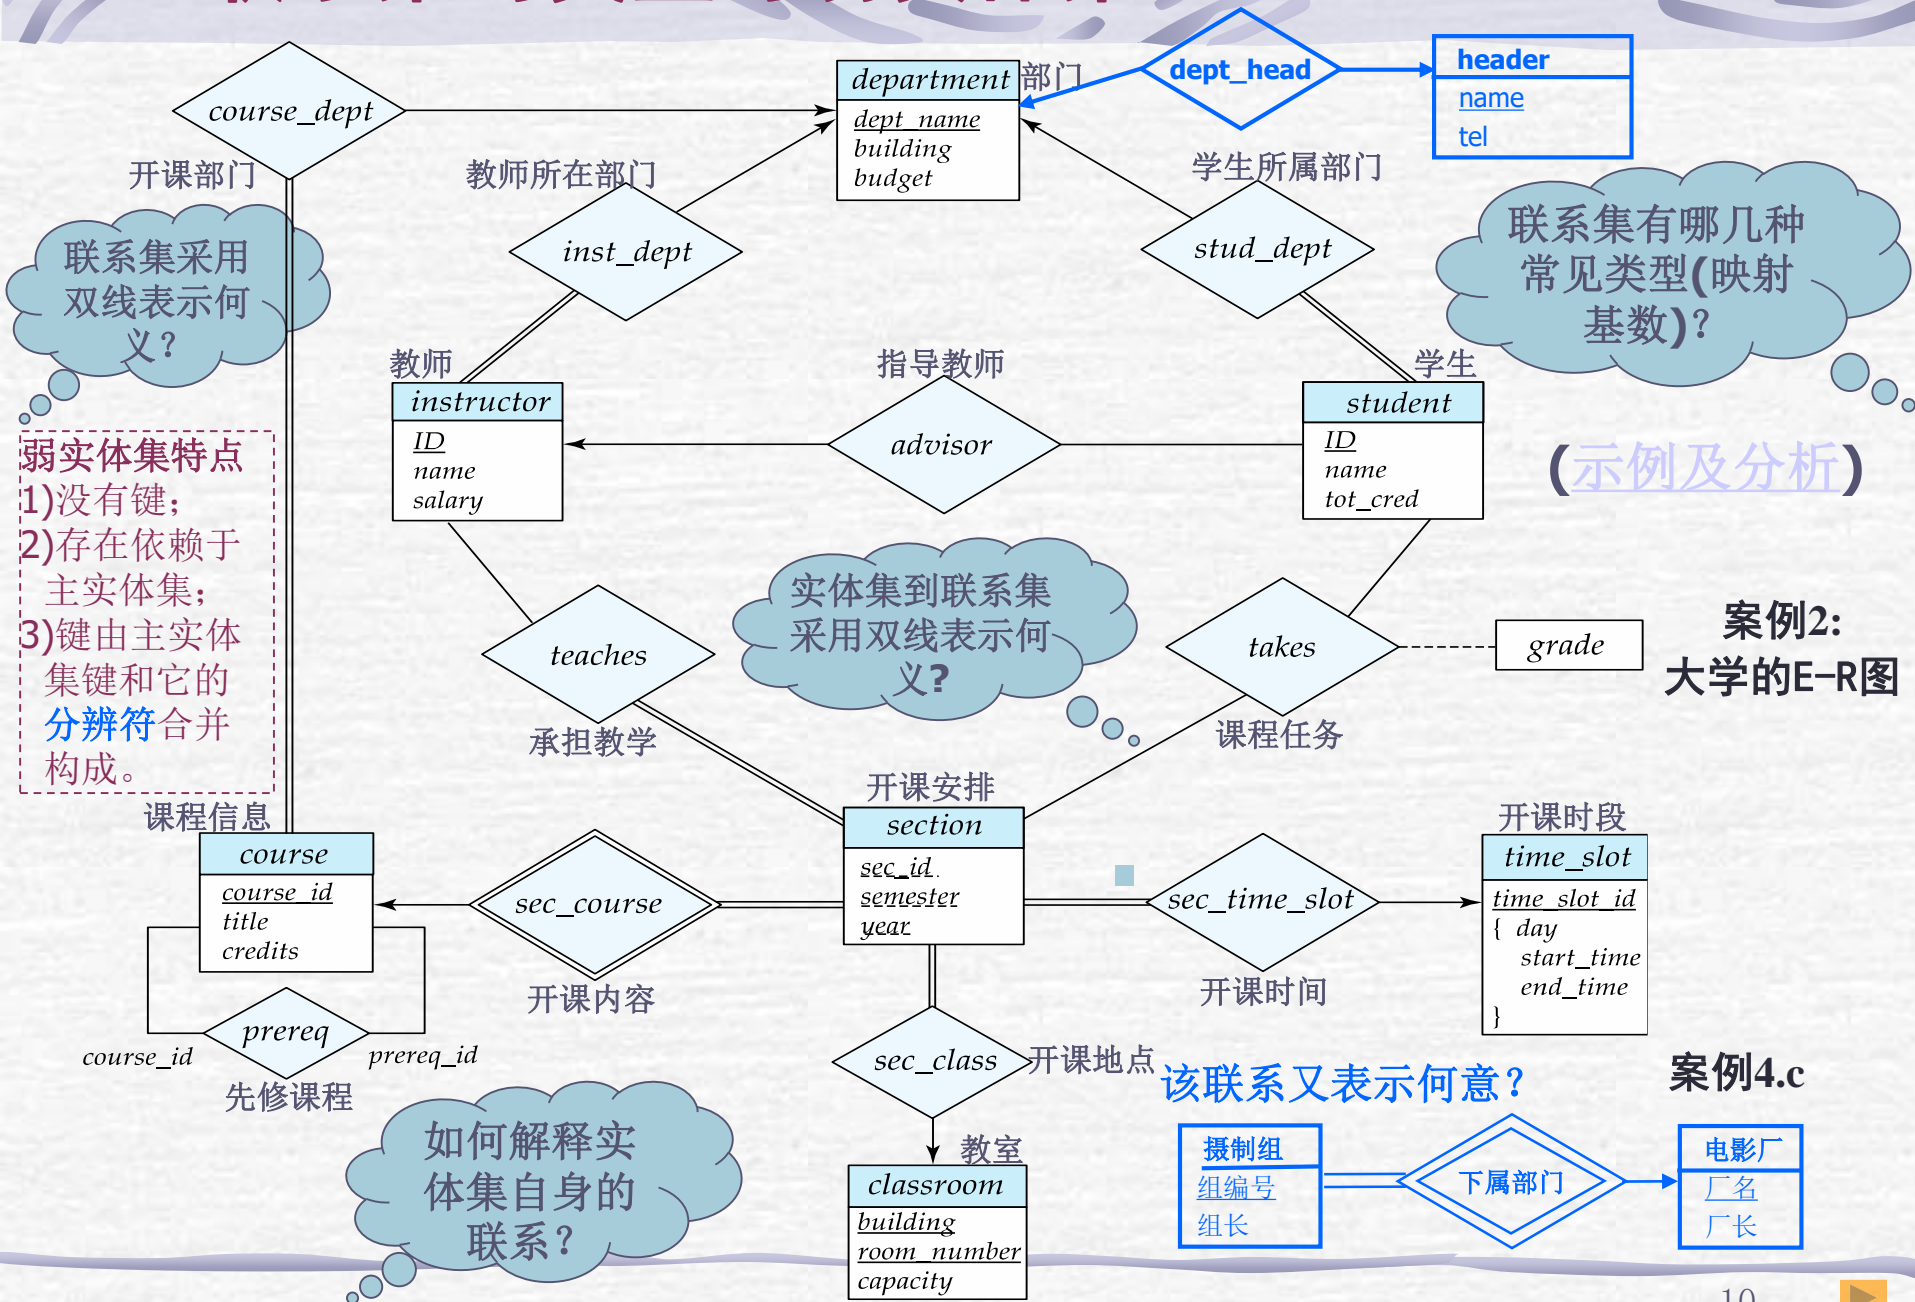 dept_head
header
name
tel
department
部门
dept_name
building
budget
course_dept
开课部门
教师所在部门
inst_dept
学生所属部门
stud_dept
联系集采用
双线表示何
义？
联系集有哪几种
常见类型(映射
基数)？
(示例及分析)
教师
instructor
ID
name
salary
指导教师
advisor
学生
student
ID
name
tot_cred
弱实体集特点
1)没有键；
2)存在依赖于
主实体集；
3)键由主实体
集键和它的
分辨符合并
构成。
实体集到联系集
采用双线表示何
义?
teaches
承担教学
takes
课程任务
grade
案例2:
大学的E-R图
课程信息
course
course_id
title
credits
sec_course
开课内容
开课安排
section
sec_id
semester
year
sec_time_slot
开课时间
开课时段
time_slot
time_slot_id
{ day
start_time
end_time
}
prereq
course_id
prereq_id
先修课程
sec_class
开课地点
教室
classroom
building
room_number
capacity
如何解释实
体集自身的
联系？
该联系又表示何意？
案例4.c
摄制组
组编号
组长
下属部门
电影厂
厂名
厂长